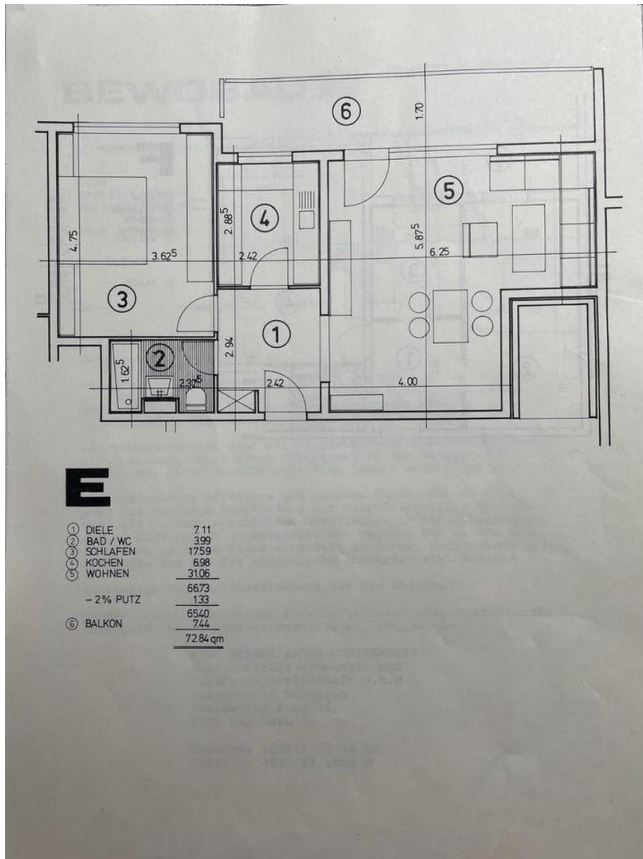 ⑥
1.70
⑤
④
2.88⁵
4.75
3.62⁵
2.42
5.87⁵
6.25
③
①
2.94
②
1.62⁵
2.37⁵
2.42
4.00
E
① DIELE 7.11
② BAD / WC 3.99
③ SCHLAFEN 17.59
④ KOCHEN 6.98
⑤ WOHNEN 31.06
66.73
– 2% PUTZ 1.33
65.40
⑥ BALKON 7.44
72.84 qm